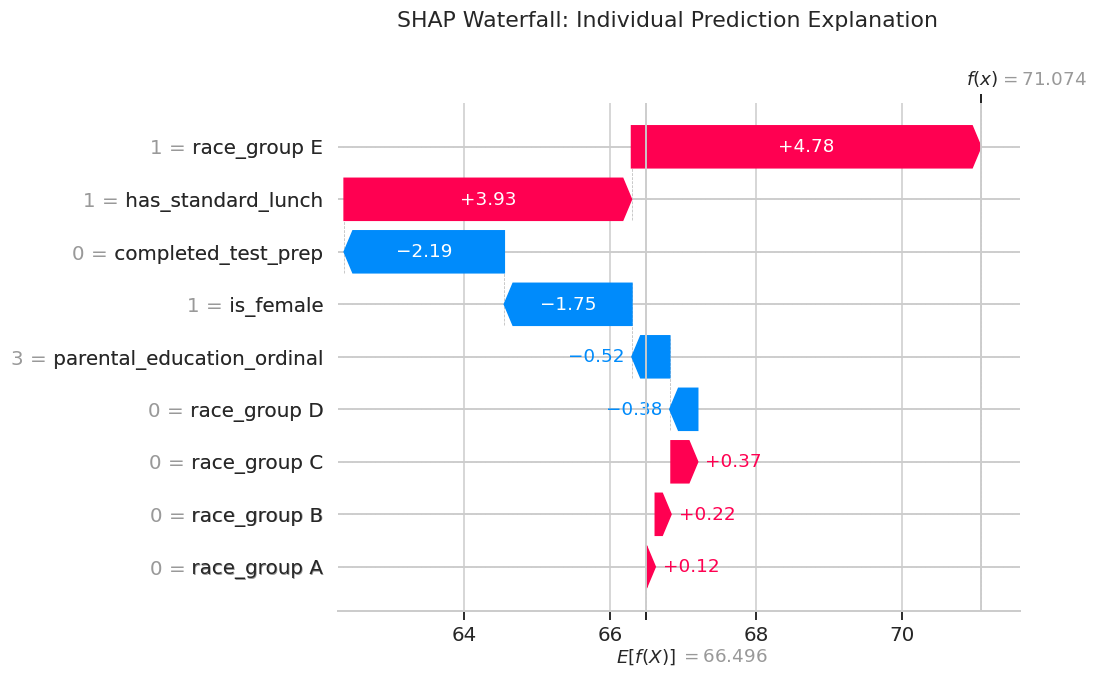 SHAP Waterfall: Individual Prediction Explanation
f(x) = 71.074
1 = race_group E
+4.78
1 = has_standard_lunch
+3.93
0 = completed_test_prep
−2.19
1 = is_female
−1.75
3 = parental_education_ordinal
−0.52
0 = race_group D
−0.38
0 = race_group C
+0.37
0 = race_group B
+0.22
0 = race_group A
+0.12
64 66 68 70
E[f(X)] = 66.496